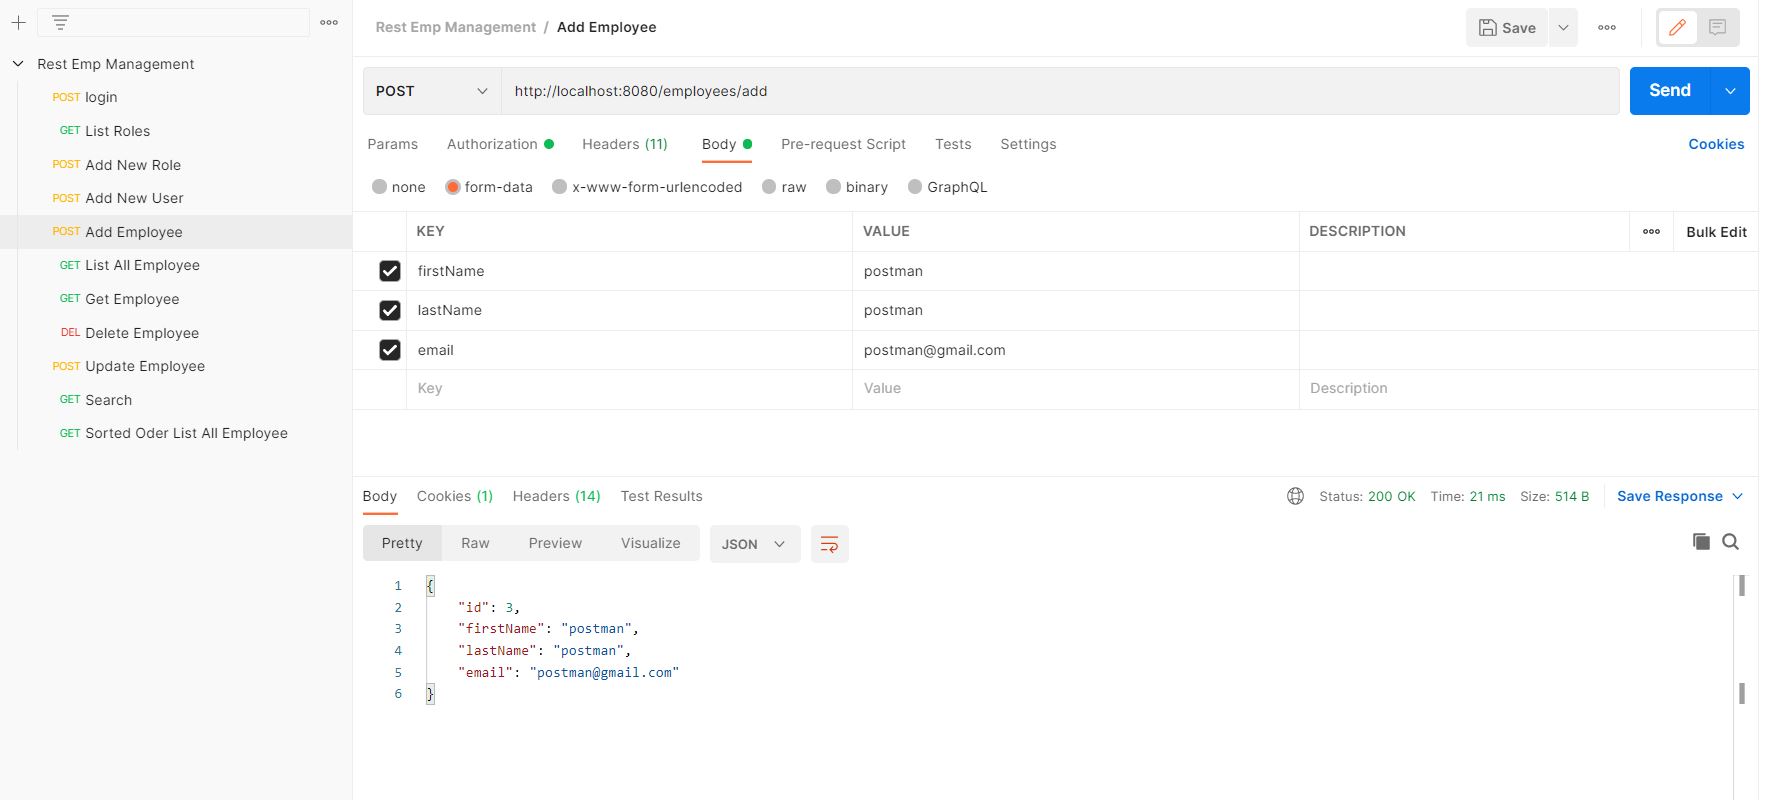 Rest Emp Management / Add Employee
Save
Rest Emp Management
POST login
GET List Roles
POST Add New Role
POST Add New User
POST Add Employee
GET List All Employee
GET Get Employee
DEL Delete Employee
POST Update Employee
GET Search
GET Sorted Oder List All Employee
POST http://localhost:8080/employees/add Send
Params Authorization Headers (11) Body Pre-request Script Tests Settings Cookies
none form-data x-www-form-urlencoded raw binary GraphQL
KEY VALUE DESCRIPTION Bulk Edit
firstName postman
lastName postman
email postman@gmail.com
Key Value Description
Body Cookies (1) Headers (14) Test Results Status: 200 OK Time: 21 ms Size: 514 B Save Response
Pretty Raw Preview Visualize JSON
1 {
2 "id": 3,
3 "firstName": "postman",
4 "lastName": "postman",
5 "email": "postman@gmail.com"
6 }